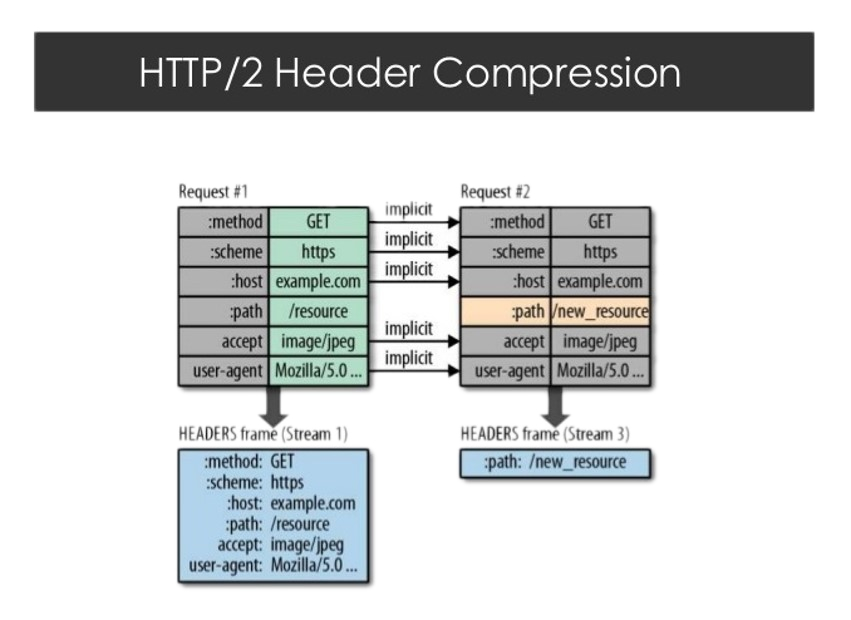 HTTP/2 Header Compression
Request #1
:method GET
:scheme https
:host example.com
:path /resource
accept image/jpeg
user-agent Mozilla/5.0 ...
implicit
implicit
implicit
implicit
implicit
Request #2
:method GET
:scheme https
:host example.com
:path /new_resource
accept image/jpeg
user-agent Mozilla/5.0 ...
HEADERS frame (Stream 1)
:method: GET
:scheme: https
:host: example.com
:path: /resource
accept: image/jpeg
user-agent: Mozilla/5.0 ...
HEADERS frame (Stream 3)
:path: /new_resource